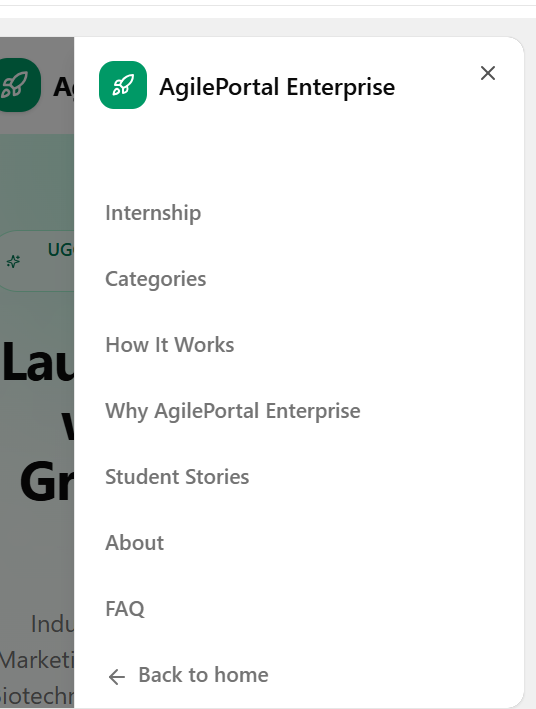 AgilePortal Enterprise
Internship
Categories
How It Works
Why AgilePortal Enterprise
Student Stories
About
FAQ
Back to home